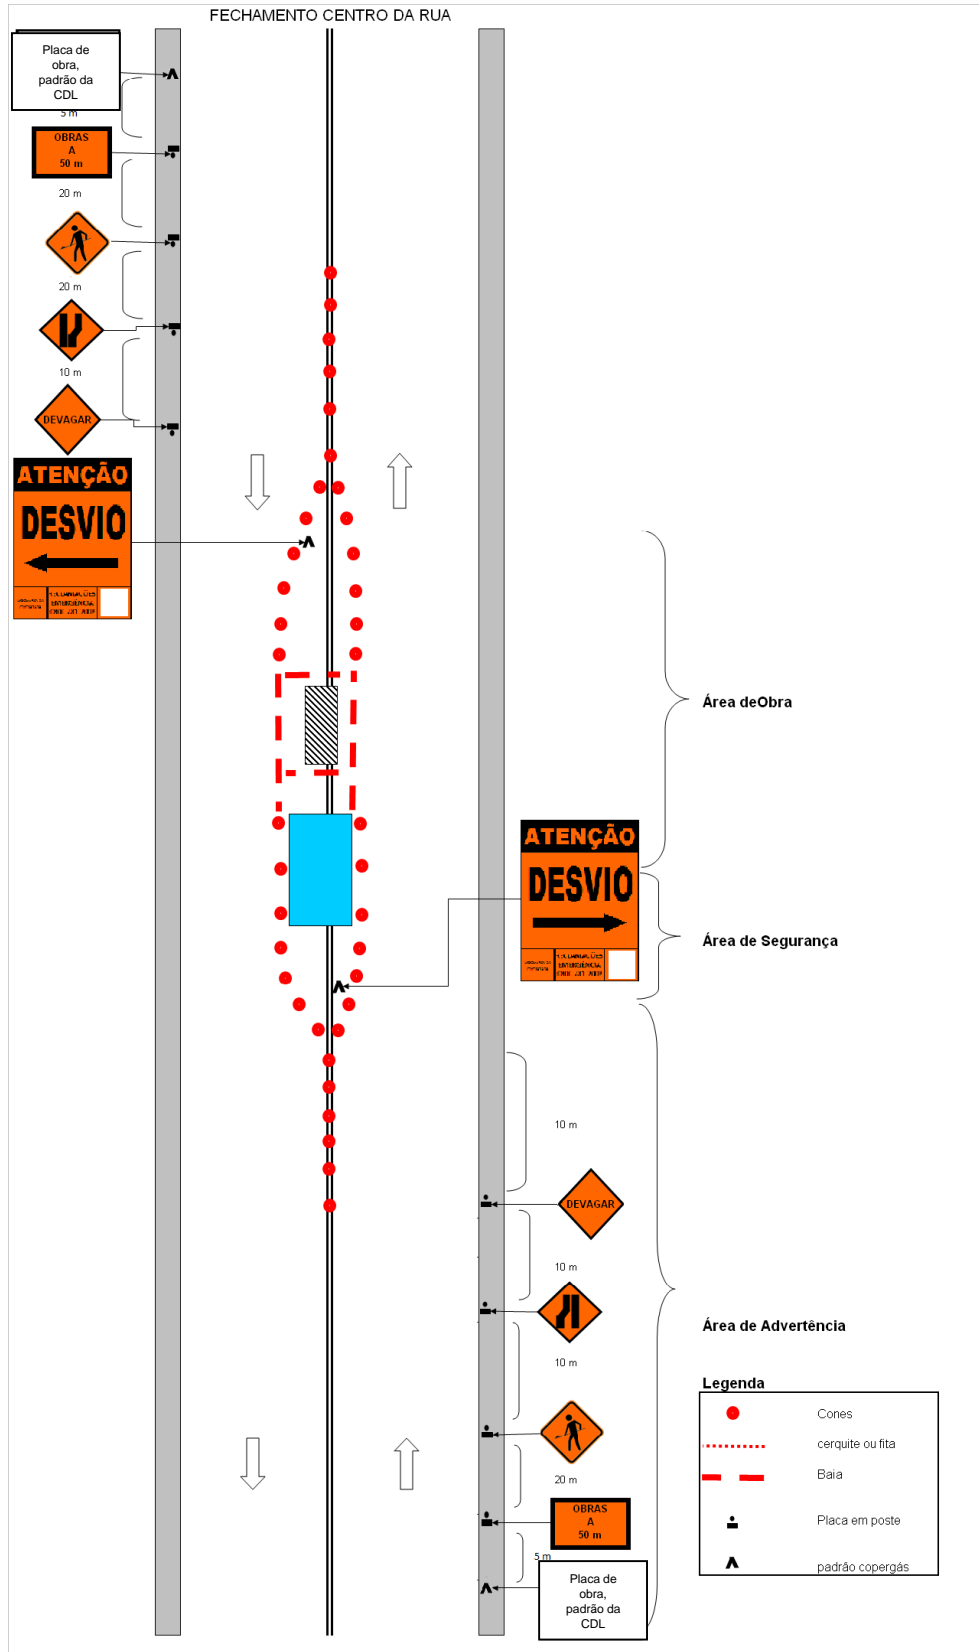 FECHAMENTO CENTRO DA RUA
Placa de
obra,
padrão da
CDL
5 m
OBRAS
A
50 m
20 m
20 m
10 m
DEVAGAR
ATENÇÃO
DESVIO
Área deObra
ATENÇÃO
DESVIO
Área de Segurança
10 m
DEVAGAR
10 m
10 m
Área de Advertência
20 m
OBRAS
A
50 m
5 m
Placa de
obra,
padrão da
CDL
Legenda
Cones
cerquite ou fita
Baia
Placa em poste
padrão copergás